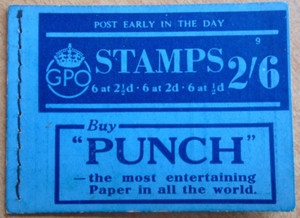 POST EARLY IN THE DAY
9
GPO
STAMPS 2/6
6 at 2½d · 6 at 2d · 6 at ½d
Buy
"PUNCH"
—the most entertaining
Paper in all the world.